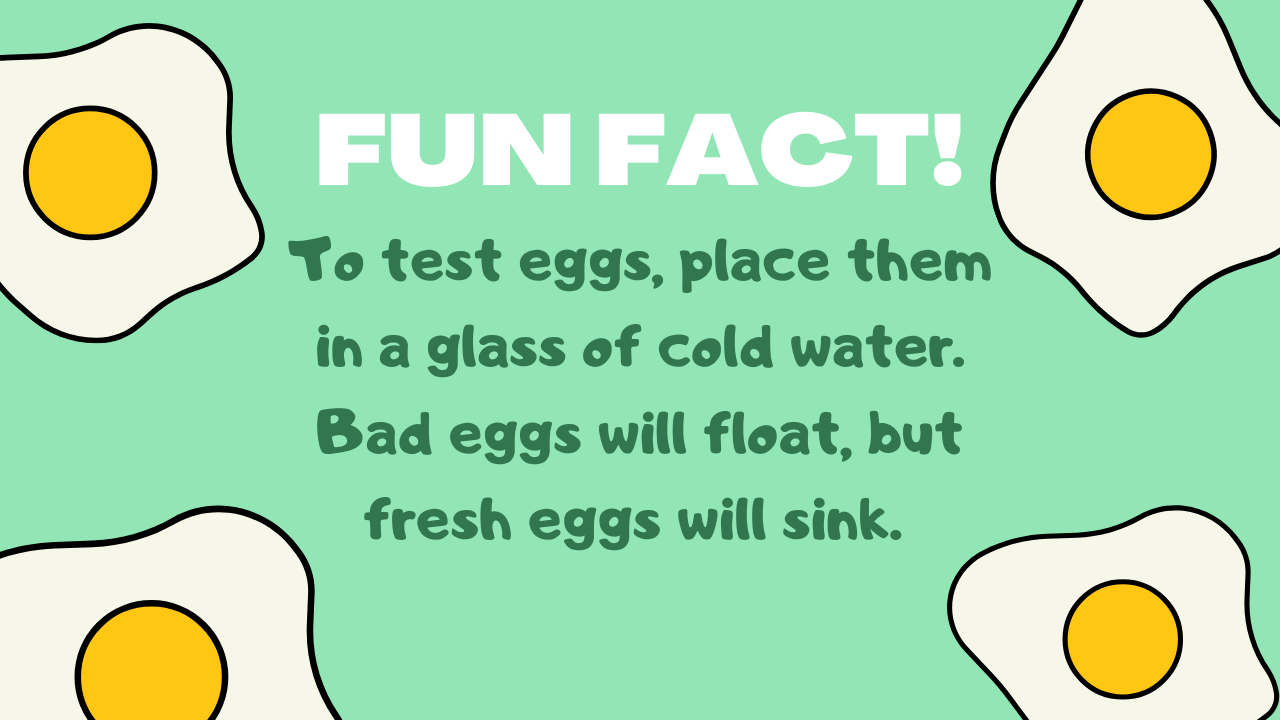 FUN FACT!
To test eggs, place them
in a glass of cold water.
Bad eggs will float, but
fresh eggs will sink.